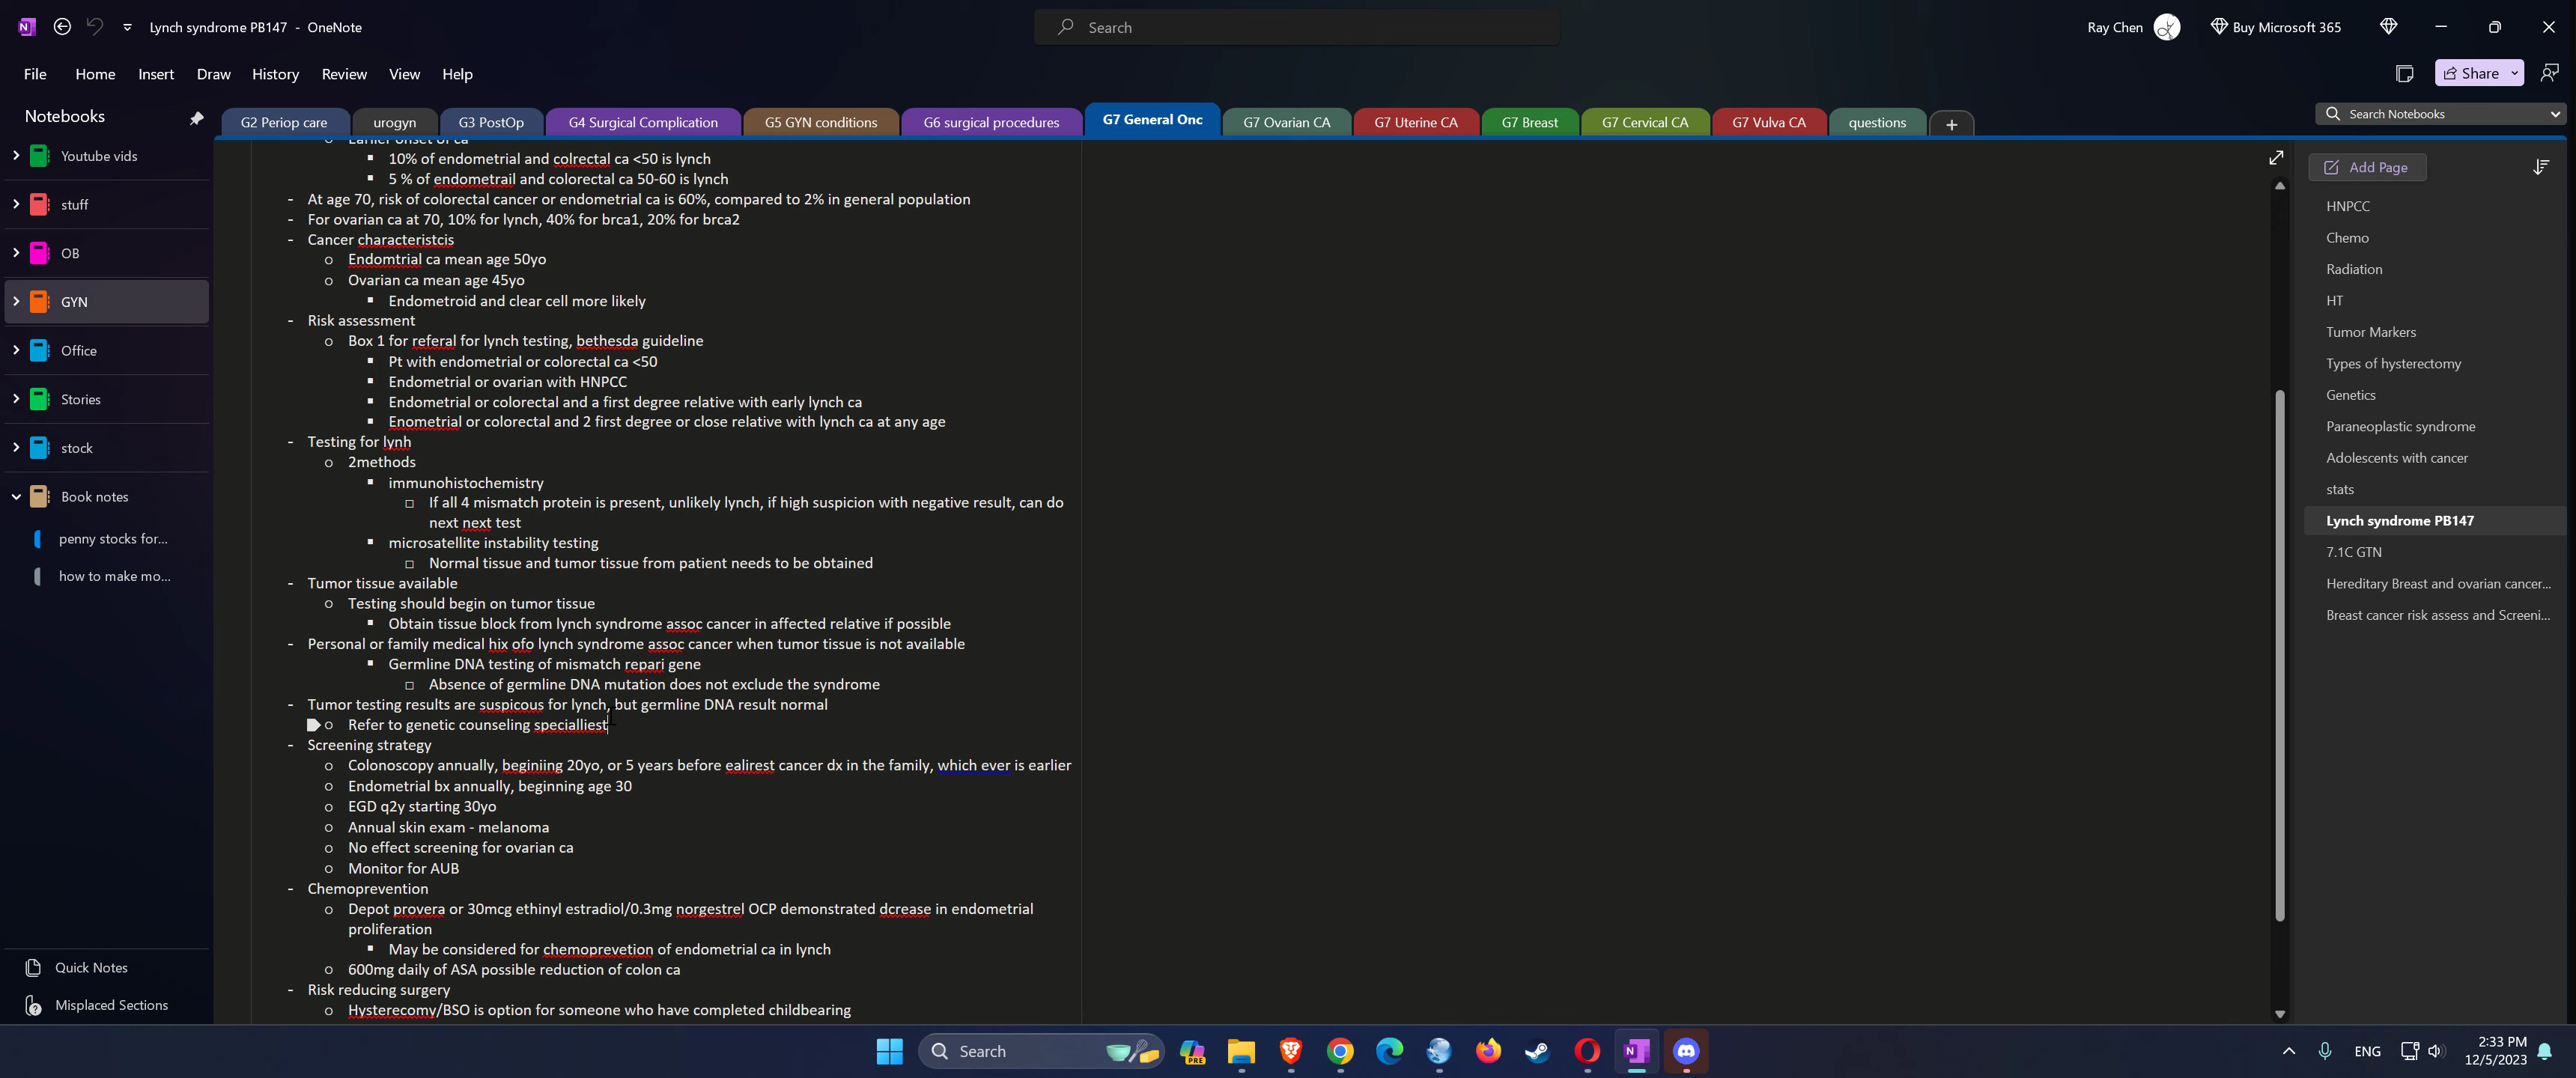 Lynch syndrome PB147 - OneNote
Search
Ray Chen
Buy Microsoft 365
File Home Insert Draw History Review View Help
Share
Notebooks
G2 Periop care
urogyn
G3 PostOp
G4 Surgical Complication
G5 GYN conditions
G6 surgical procedures
G7 General Onc
G7 Ovarian CA
G7 Uterine CA
G7 Breast
G7 Cervical CA
G7 Vulva CA
questions
+
Search Notebooks
Youtube vids
stuff
OB
GYN
Office
Stories
stock
Book notes
penny stocks for...
how to make mo...
Quick Notes
Misplaced Sections
o Earlier onset of ca
▪ 10% of endometrial and colrectal ca <50 is lynch
▪ 5 % of endometrail and colorectal ca 50-60 is lynch
- At age 70, risk of colorectal cancer or endometrial ca is 60%, compared to 2% in general population
- For ovarian ca at 70, 10% for lynch, 40% for brca1, 20% for brca2
- Cancer characteristcis
o Endomtrial ca mean age 50yo
o Ovarian ca mean age 45yo
▪ Endometroid and clear cell more likely
- Risk assessment
o Box 1 for referal for lynch testing, bethesda guideline
▪ Pt with endometrial or colorectal ca <50
▪ Endometrial or ovarian with HNPCC
▪ Endometrial or colorectal and a first degree relative with early lynch ca
▪ Enometrial or colorectal and 2 first degree or close relative with lynch ca at any age
- Testing for lynh
o 2methods
▪ immunohistochemistry
□ If all 4 mismatch protein is present, unlikely lynch, if high suspicion with negative result, can do
next next test
▪ microsatellite instability testing
□ Normal tissue and tumor tissue from patient needs to be obtained
- Tumor tissue available
o Testing should begin on tumor tissue
▪ Obtain tissue block from lynch syndrome assoc cancer in affected relative if possible
- Personal or family medical hix ofo lynch syndrome assoc cancer when tumor tissue is not available
▪ Germline DNA testing of mismatch repari gene
□ Absence of germline DNA mutation does not exclude the syndrome
- Tumor testing results are suspicous for lynch, but germline DNA result normal
o Refer to genetic counseling specialliest
- Screening strategy
o Colonoscopy annually, beginiing 20yo, or 5 years before ealirest cancer dx in the family, which ever is earlier
o Endometrial bx annually, beginning age 30
o EGD q2y starting 30yo
o Annual skin exam - melanoma
o No effect screening for ovarian ca
o Monitor for AUB
- Chemoprevention
o Depot provera or 30mcg ethinyl estradiol/0.3mg norgestrel OCP demonstrated dcrease in endometrial
proliferation
▪ May be considered for chemoprevetion of endometrial ca in lynch
o 600mg daily of ASA possible reduction of colon ca
- Risk reducing surgery
o Hysterecomy/BSO is option for someone who have completed childbearing
Add Page
HNPCC
Chemo
Radiation
HT
Tumor Markers
Types of hysterectomy
Genetics
Paraneoplastic syndrome
Adolescents with cancer
stats
Lynch syndrome PB147
7.1C GTN
Hereditary Breast and ovarian cancer...
Breast cancer risk assess and Screeni...
Search
PRE
ENG
2:33 PM
12/5/2023